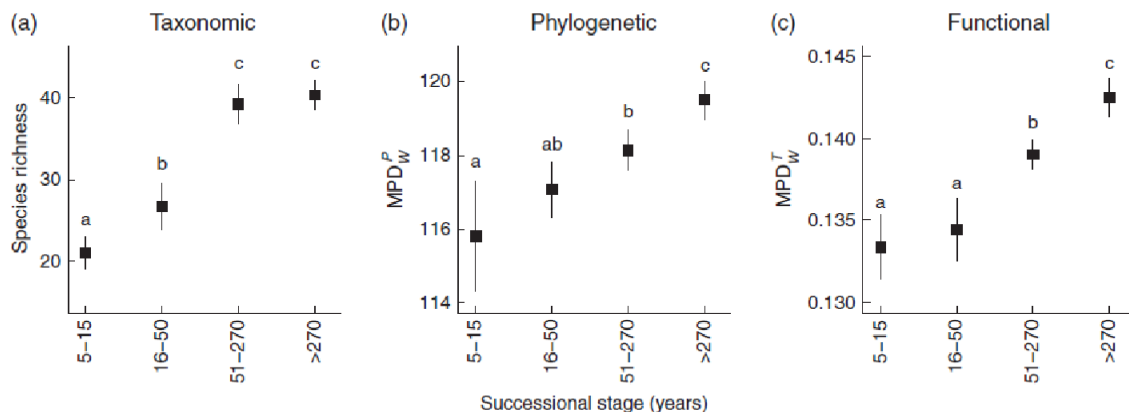 (a) Taxonomic
Species richness
40
30
20
a
b
c
c
5–15
16–50
51–270
>270
(b) Phylogenetic
MPD_W^P
120
118
116
114
a
ab
b
c
5–15
16–50
51–270
>270
(c) Functional
MPD_W^T
0.145
0.140
0.135
0.130
a
a
b
c
5–15
16–50
51–270
>270
Successional stage (years)